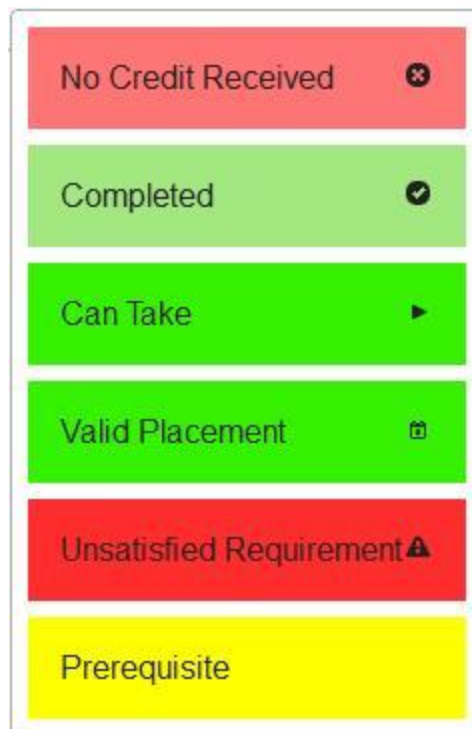 No Credit Received
Completed
Can Take
Valid Placement
Unsatisfied Requirement
Prerequisite